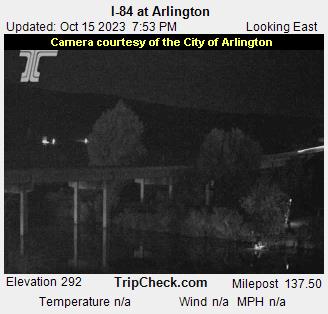 I-84 at Arlington
Updated: Oct 15 2023 7:53 PM Looking East
Camera courtesy of the City of Arlington
Elevation 292 TripCheck.com Milepost 137.50
Temperature n/a Wind n/a MPH n/a